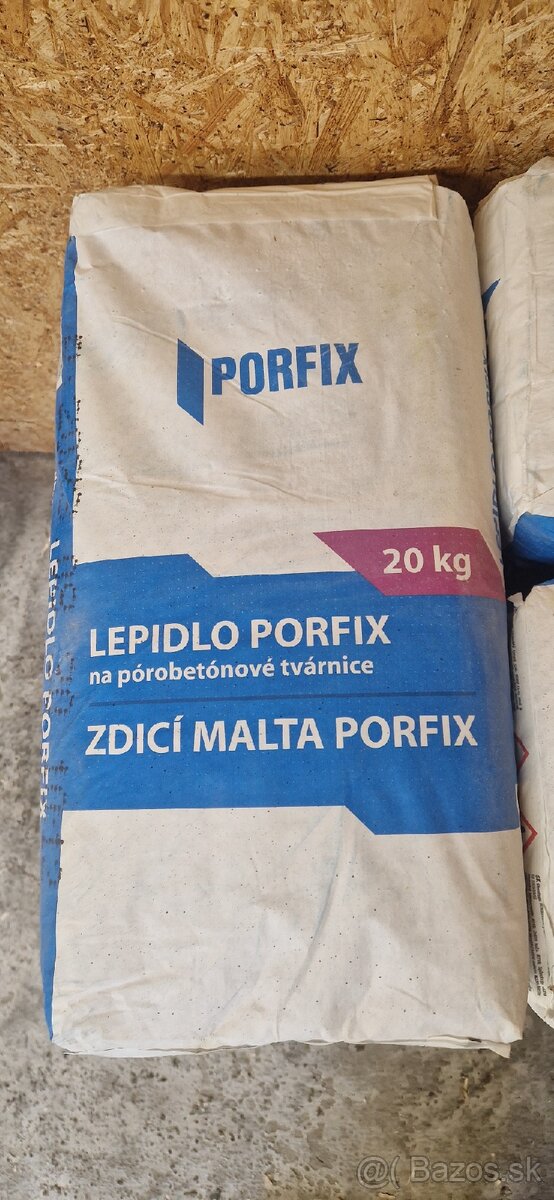 PORFIX
20 kg
LEPIDLO PORFIX
na pórobetónové tvárnice
ZDICÍ MALTA PORFIX
LEPIDLO PORFIX
@( Bazos.sk